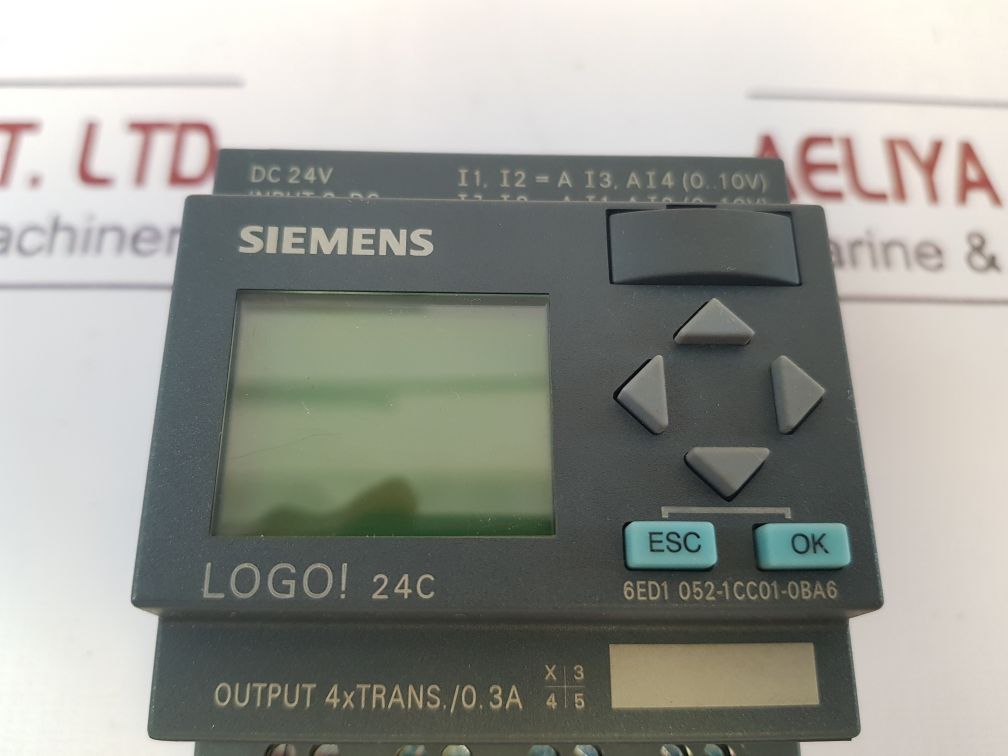 T. LTD
AELIYA
achiner
arine &
DC 24V
I1, I2 = A I3, AI4 (0..10V)
SIEMENS
ESC
OK
LOGO! 24C
6ED1 052-1CC01-0BA6
OUTPUT 4xTRANS./0.3A
X 3
4 5